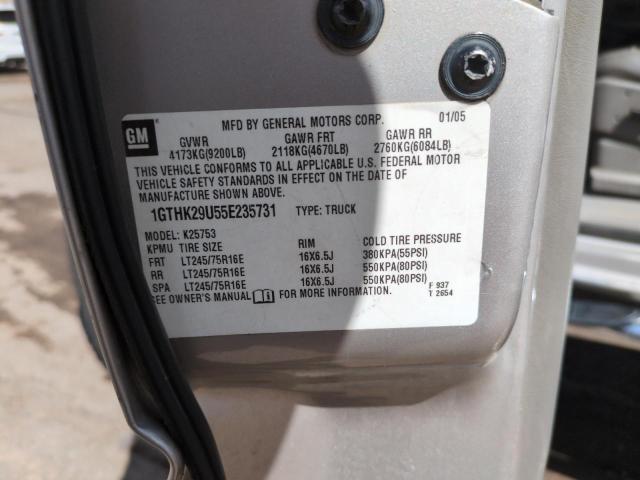 GM
MFD BY GENERAL MOTORS CORP. 01/05
GVWR GAWR FRT GAWR RR
4173KG(9200LB) 2118KG(4670LB) 2760KG(6084LB)
THIS VEHICLE CONFORMS TO ALL APPLICABLE U.S. FEDERAL MOTOR
VEHICLE SAFETY STANDARDS IN EFFECT ON THE DATE OF
MANUFACTURE SHOWN ABOVE.
1GTHK29U55E235731 TYPE: TRUCK
MODEL: K25753
KPMU TIRE SIZE RIM COLD TIRE PRESSURE
FRT LT245/75R16E 16X6.5J 380KPA(55PSI)
RR LT245/75R16E 16X6.5J 550KPA(80PSI)
SPA LT245/75R16E 16X6.5J 550KPA(80PSI)
SEE OWNER'S MANUAL FOR MORE INFORMATION.
F 937
T 2654